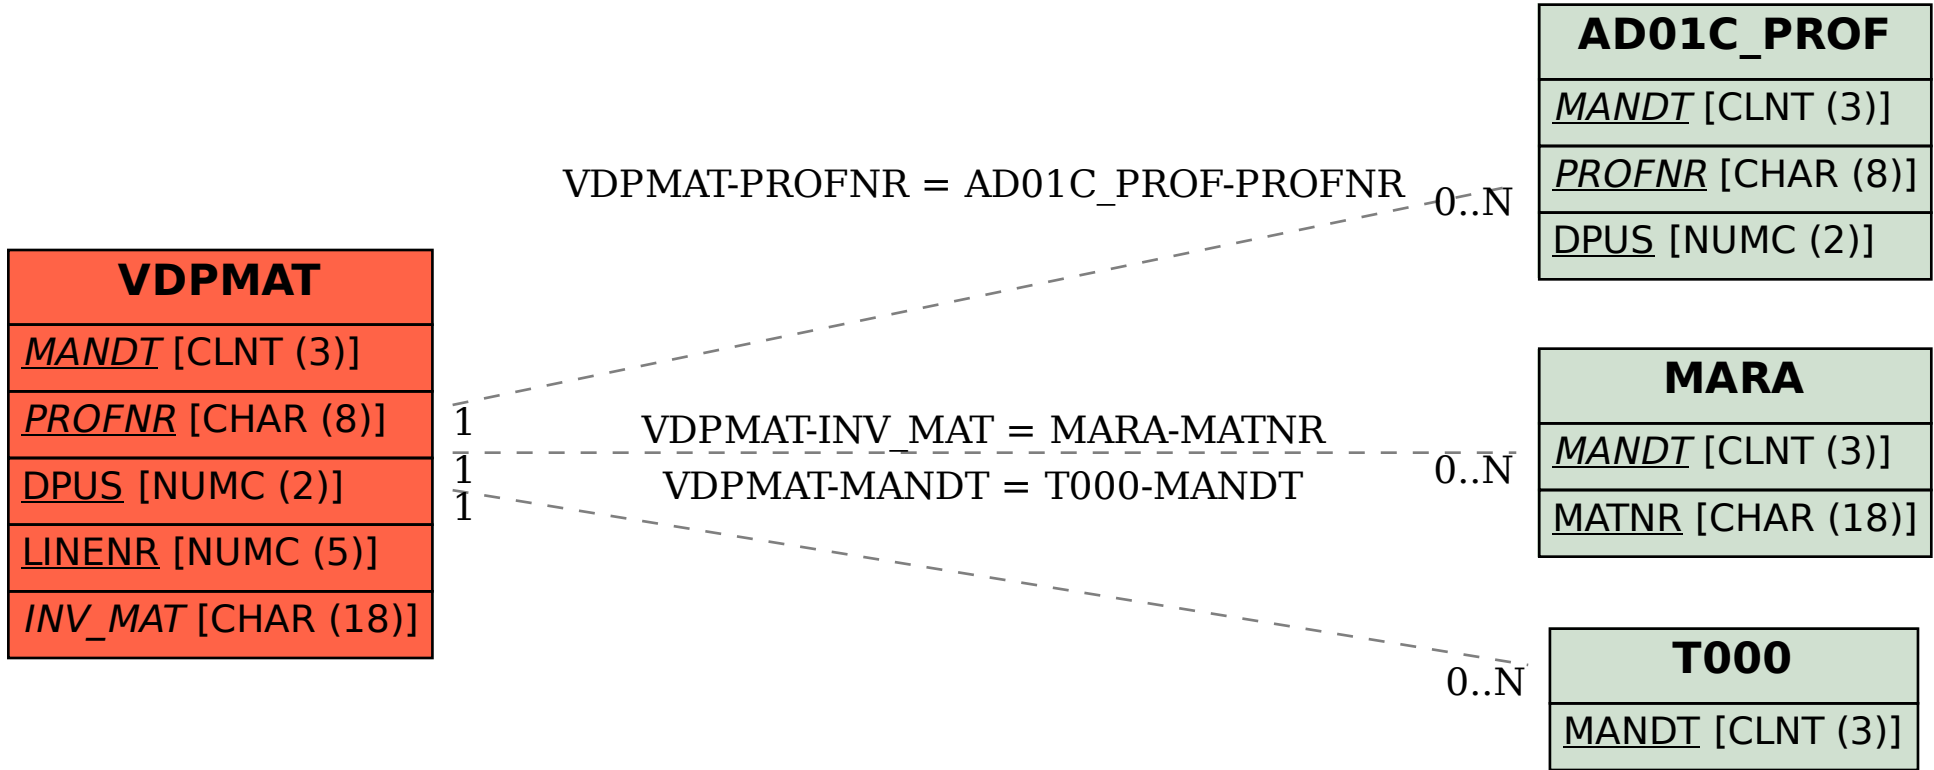 VDPMAT
MANDT [CLNT (3)]
PROFNR [CHAR (8)]
DPUS [NUMC (2)]
LINENR [NUMC (5)]
INV_MAT [CHAR (18)]
VDPMAT-PROFNR = AD01C_PROF-PROFNR
0..N
1
VDPMAT-INV_MAT = MARA-MATNR
0..N
1
VDPMAT-MANDT = T000-MANDT
0..N
1
AD01C_PROF
MANDT [CLNT (3)]
PROFNR [CHAR (8)]
DPUS [NUMC (2)]
MARA
MANDT [CLNT (3)]
MATNR [CHAR (18)]
T000
MANDT [CLNT (3)]